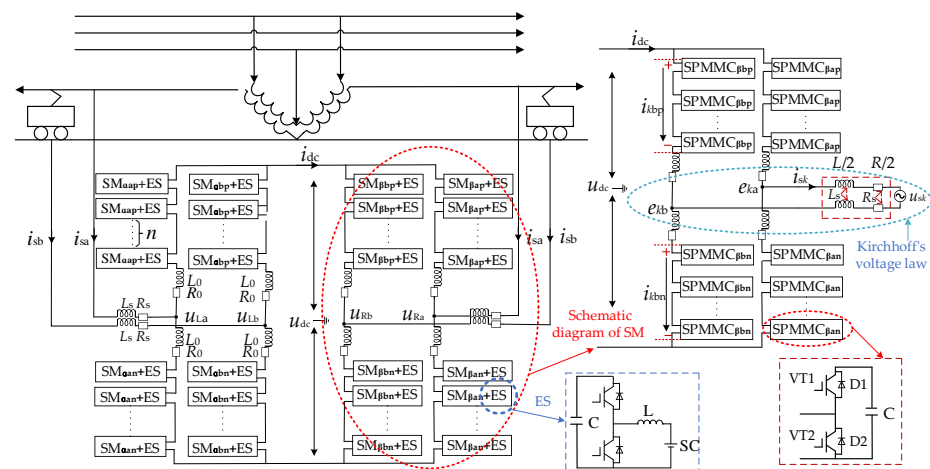 i_dc
SPMMCβbp SPMMCβap
i_kbp
SPMMCβbp SPMMCβap
SPMMCβbp SPMMCβap
L/2 R/2
i_sk
u_dc
e_ka
L_s R_s u_sk
e_kb
Kirchhoff's
voltage law
SPMMCβbn SPMMCβan
i_kbn
SPMMCβbn SPMMCβan
SPMMCβbn SPMMCβan
i_dc
SMαap+ES SMαbp+ES SMβbp+ES SMβap+ES
SMαap+ES SMαbp+ES SMβbp+ES SMβap+ES
n
i_sb i_sa i_sa i_sb
SMαap+ES SMαbp+ES SMβbp+ES SMβap+ES
L0 L0
R0 R0
Ls Rs
u_La u_Lb u_dc u_Rb u_Ra
Ls Rs
L0 L0
R0 R0
Schematic
diagram of SM
SMαan+ES SMαbn+ES SMβbn+ES SMβan+ES
SMαan+ES SMαbn+ES SMβbn+ES SMβan+ES
SMαan+ES SMαbn+ES SMβbn+ES SMβan+ES
ES
C L SC
VT1 D1
C
VT2 D2